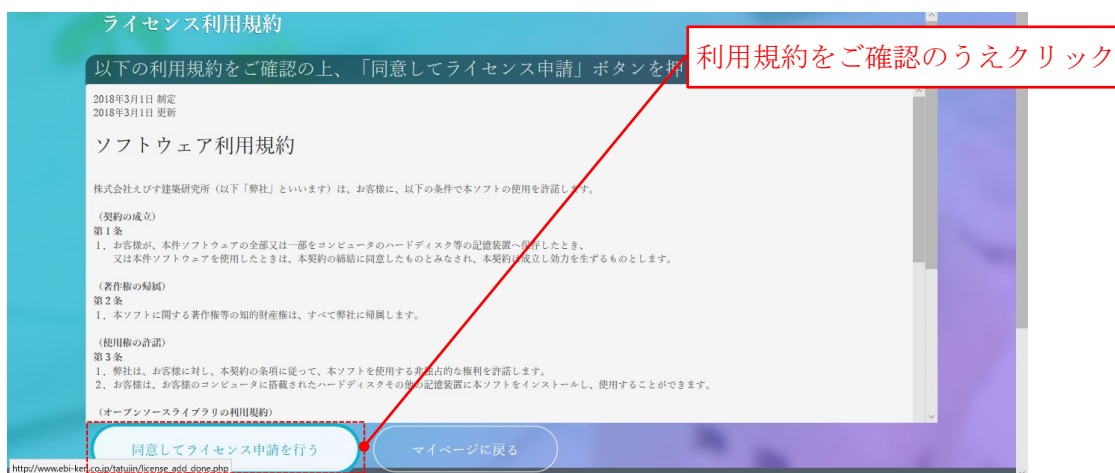 ライセンス利用規約
以下の利用規約をご確認の上、「同意してライセンス申請」ボタンを押
利用規約をご確認のうえクリック
2018年3月1日 制定
2018年3月1日 更新
ソフトウェア利用規約
株式会社えびす建築研究所（以下「弊社」といいます）は、お客様に、以下の条件で本ソフトの使用を許諾します。
（契約の成立）
第1条
1．お客様が、本件ソフトウェアの全部又は一部をコンピュータのハードディスク等の記憶装置へ保存したとき、
又は本件ソフトウェアを使用したときは、本契約の締結に同意したものとみなされ、本契約は成立し効力を生ずるものとします。
（著作権の帰属）
第2条
1．本ソフトに関する著作権等の知的財産権は、すべて弊社に帰属します。
（使用権の許諾）
第3条
1．弊社は、お客様に対し、本契約の条項に従って、本ソフトを使用する非独占的な権利を許諾します。
2．お客様は、お客様のコンピュータに搭載されたハードディスクその他の記憶装置に本ソフトをインストールし、使用することができます。
（オープンソースライブラリの利用規約）
同意してライセンス申請を行う
マイページに戻る
http://www.ebi-ken.co.jp/tatujin/license_add_done.php